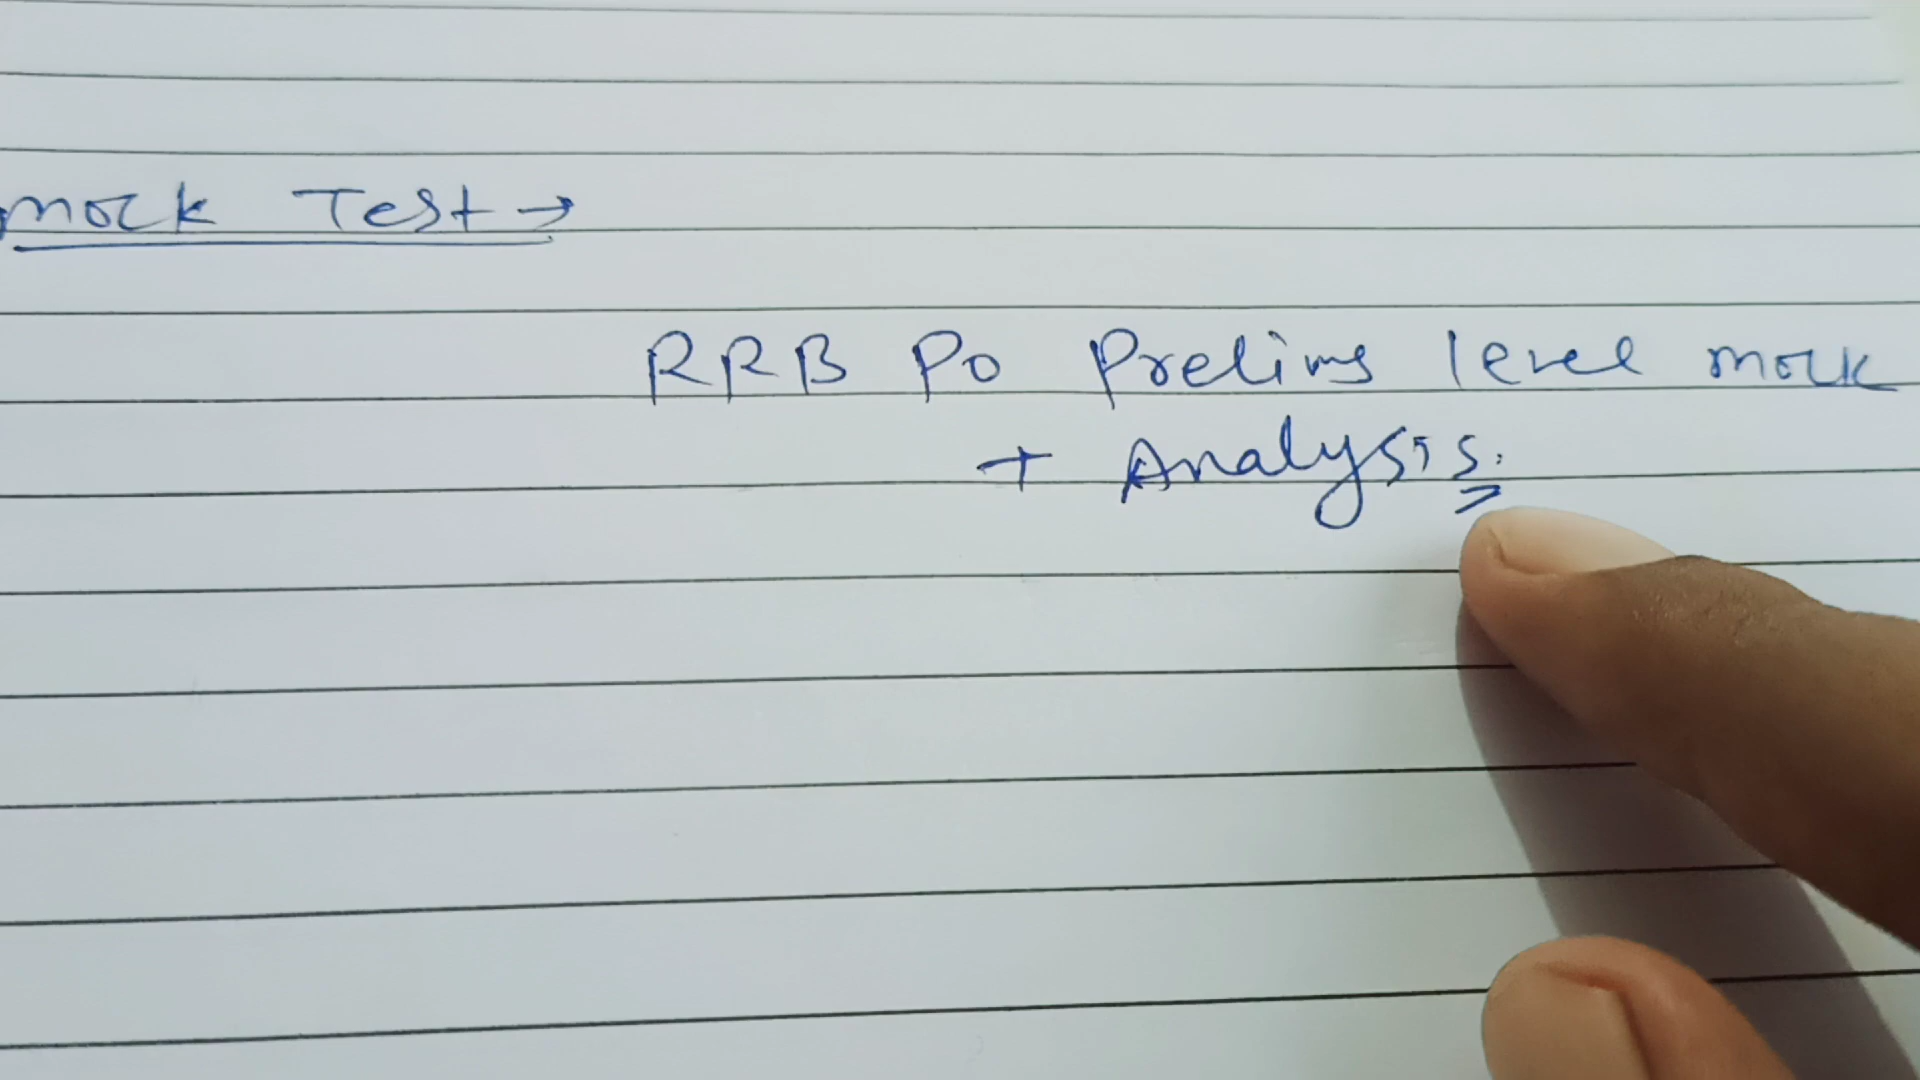 Mock Test →
RRB PO Prelims level mock
+ Analysis.